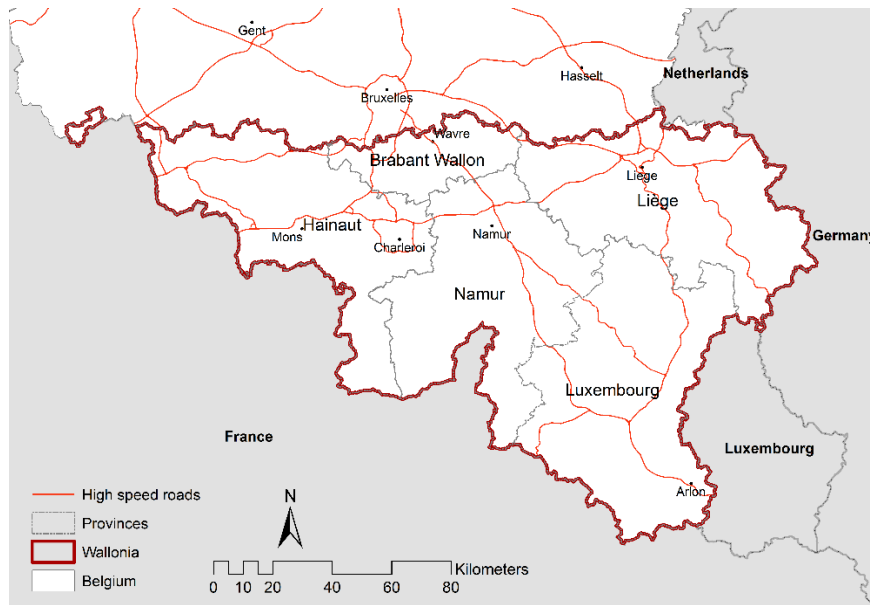 Gent
Hasselt
Netherlands
Bruxelles
Wavre
Brabant Wallon
Liège
Liège
Germany
Hainaut
Mons
Charleroi
Namur
Namur
Luxembourg
France
Luxembourg
Arlon
High speed roads
Provinces
Wallonia
Belgium
N
Kilometers
0 10 20 40 60 80